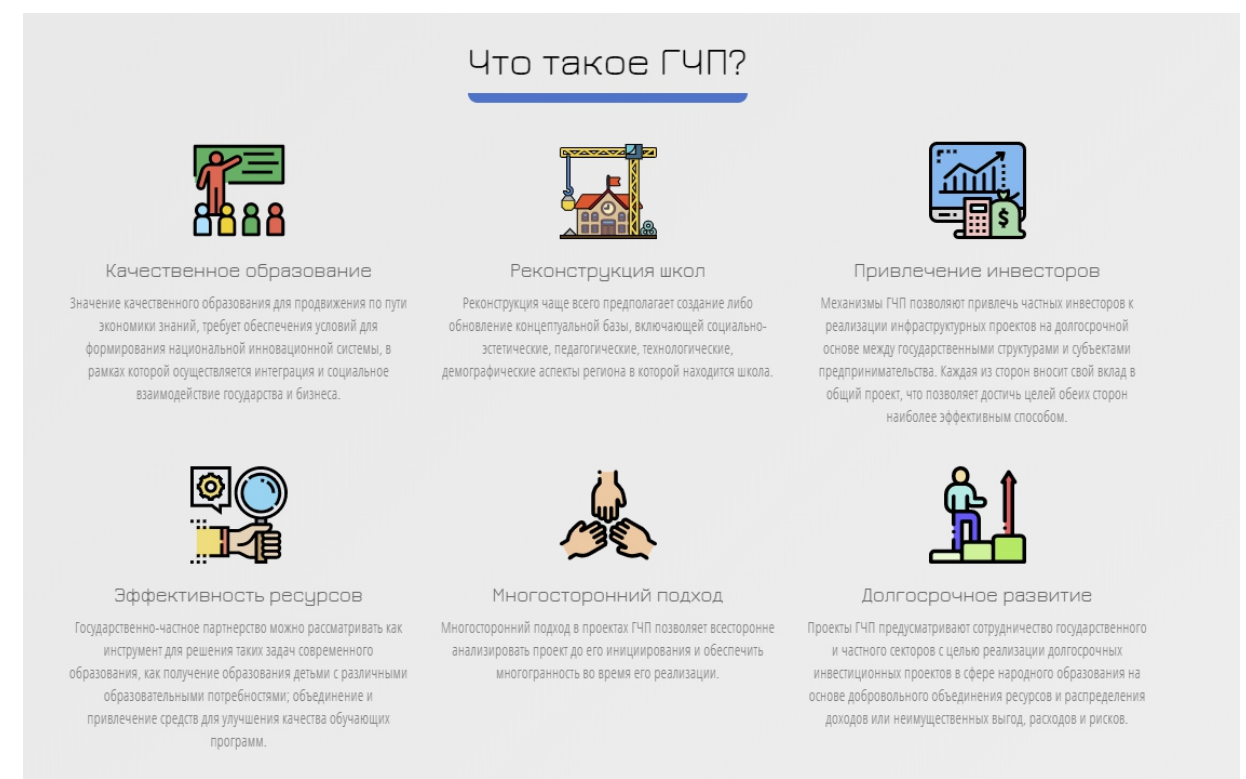 Что такое ГЧП?
Качественное образование
Значение качественного образования для продвижения по пути
экономики знаний, требует обеспечения условий для
формирования национальной инновационной системы, в
рамках которой осуществляется интеграция и социальное
взаимодействие государства и бизнеса.
Реконструкция школ
Реконструкция чаще всего предполагает создание либо
обновление концептуальной базы, включающей социально-
эстетические, педагогические, технологические,
демографические аспекты региона в которой находится школа.
Привлечение инвесторов
Механизмы ГЧП позволяют привлечь частных инвесторов к
реализации инфраструктурных проектов на долгосрочной
основе между государственными структурами и субъектами
предпринимательства. Каждая из сторон вносит свой вклад в
общий проект, что позволяет достичь целей обеих сторон
наиболее эффективным способом.
Эффективность ресурсов
Государственно-частное партнерство можно рассматривать как
инструмент для решения таких задач современного
образования, как получение образования детьми с различными
образовательными потребностями; объединение и
привлечение средств для улучшения качества обучающих
программ.
Многосторонний подход
Многосторонний подход в проектах ГЧП позволяет всесторонне
анализировать проект до его инициирования и обеспечить
многогранность во время его реализации.
Долгосрочное развитие
Проекты ГЧП предусматривают сотрудничество государственного
и частного секторов с целью реализации долгосрочных
инвестиционных проектов в сфере народного образования на
основе добровольного объединения ресурсов и распределения
доходов или неимущественных выгод, расходов и рисков.